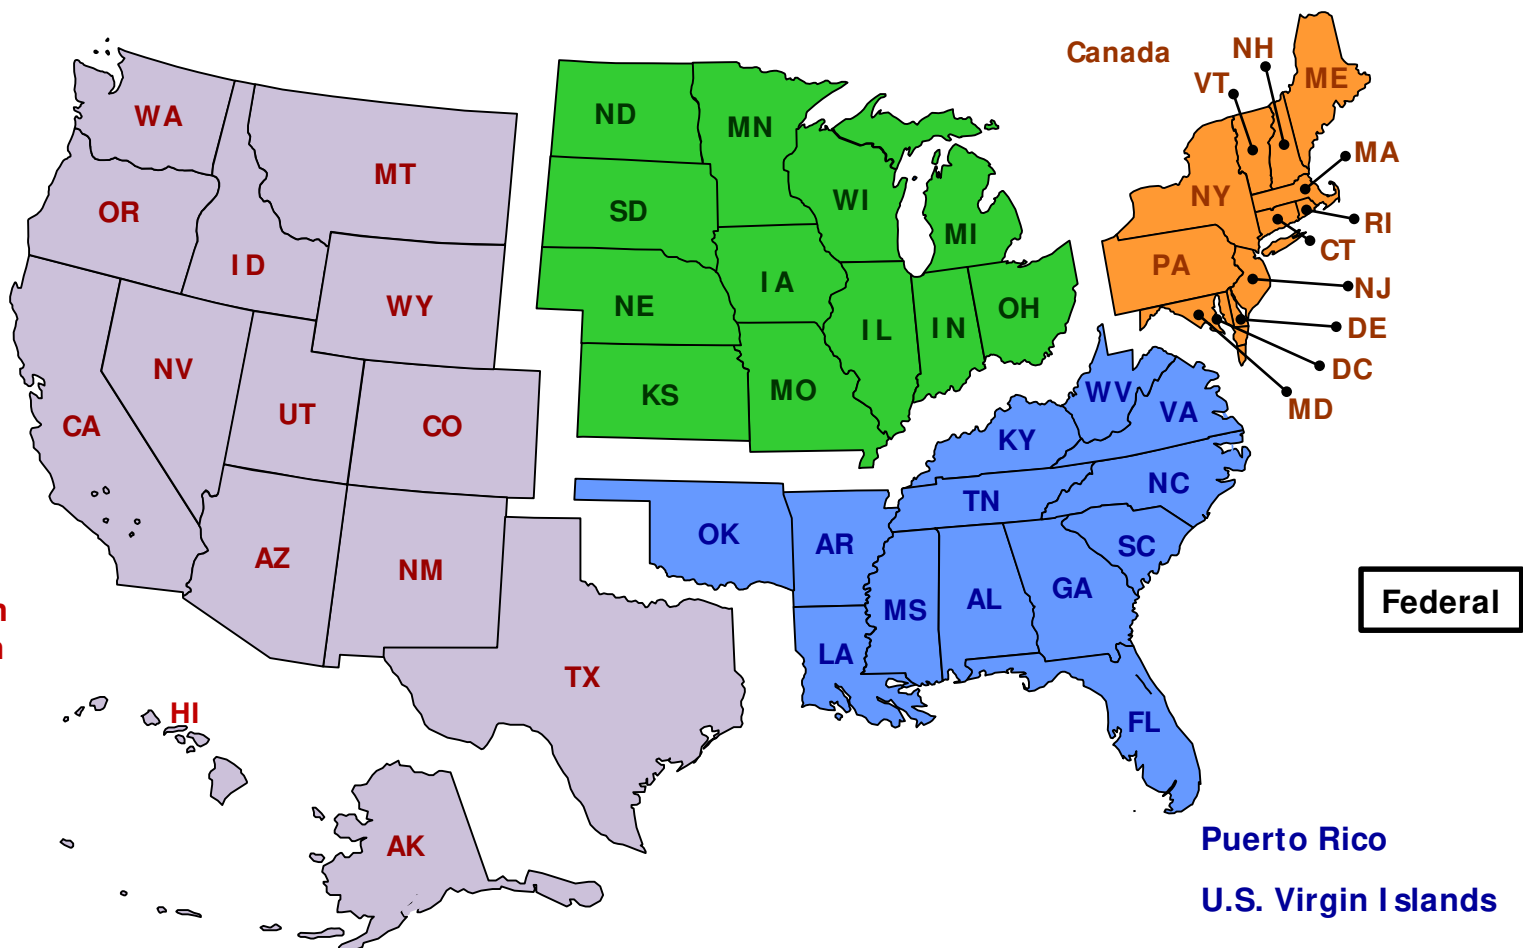 Canada
NH
VT
ME
WA
ND
MN
MT
MA
OR
SD
WI
NY
RI
MI
CT
ID
PA
IA
NJ
WY
NE
OH
IL
IN
DE
NV
DC
KS
MO
WV
MD
UT
VA
CA
CO
KY
NC
TN
OK
AR
SC
AZ
NM
GA
AL
Federal
MS
LA
TX
HI
FL
Puerto Rico
AK
U.S. Virgin Islands